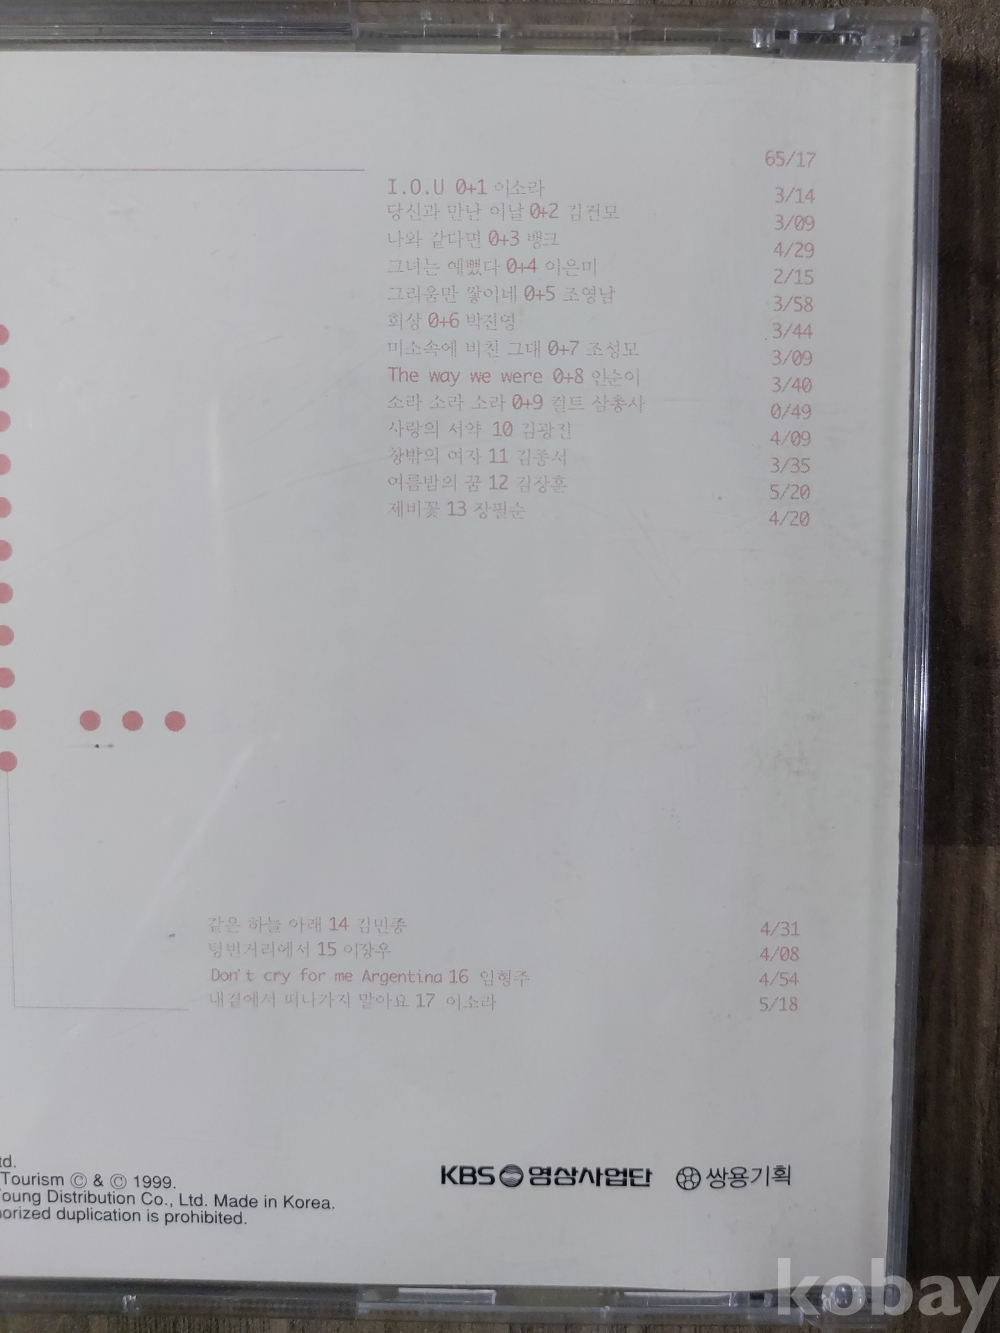 65/17
I.O.U 0+1 이소라 3/14
당신과 만난 이날 0+2 김건모 3/09
나와 같다면 0+3 뱅크 4/29
그녀는 예뻤다 0+4 이은미 2/15
그리움만 쌓이네 0+5 조영남 3/58
회상 0+6 박진영 3/44
미소속에 비친 그대 0+7 조성모 3/09
The way we were 0+8 인순이 3/40
소라 소라 소라 0+9 컬트 삼총사 0/49
사랑의 서약 10 김광진 4/09
창밖의 여자 11 김종서 3/35
여름밤의 꿈 12 김장훈 5/20
제비꽃 13 장필순 4/20
같은 하늘 아래 14 김민종 4/31
텅빈거리에서 15 이장우 4/08
Don't cry for me Argentina 16 임형주 4/54
내곁에서 떠나가지 말아요 17 이소라 5/18
td.
Tourism Ⓒ & Ⓒ 1999.
oung Distribution Co., Ltd. Made in Korea.
orized duplication is prohibited.
KBS 영상사업단 쌍용기획
kobay